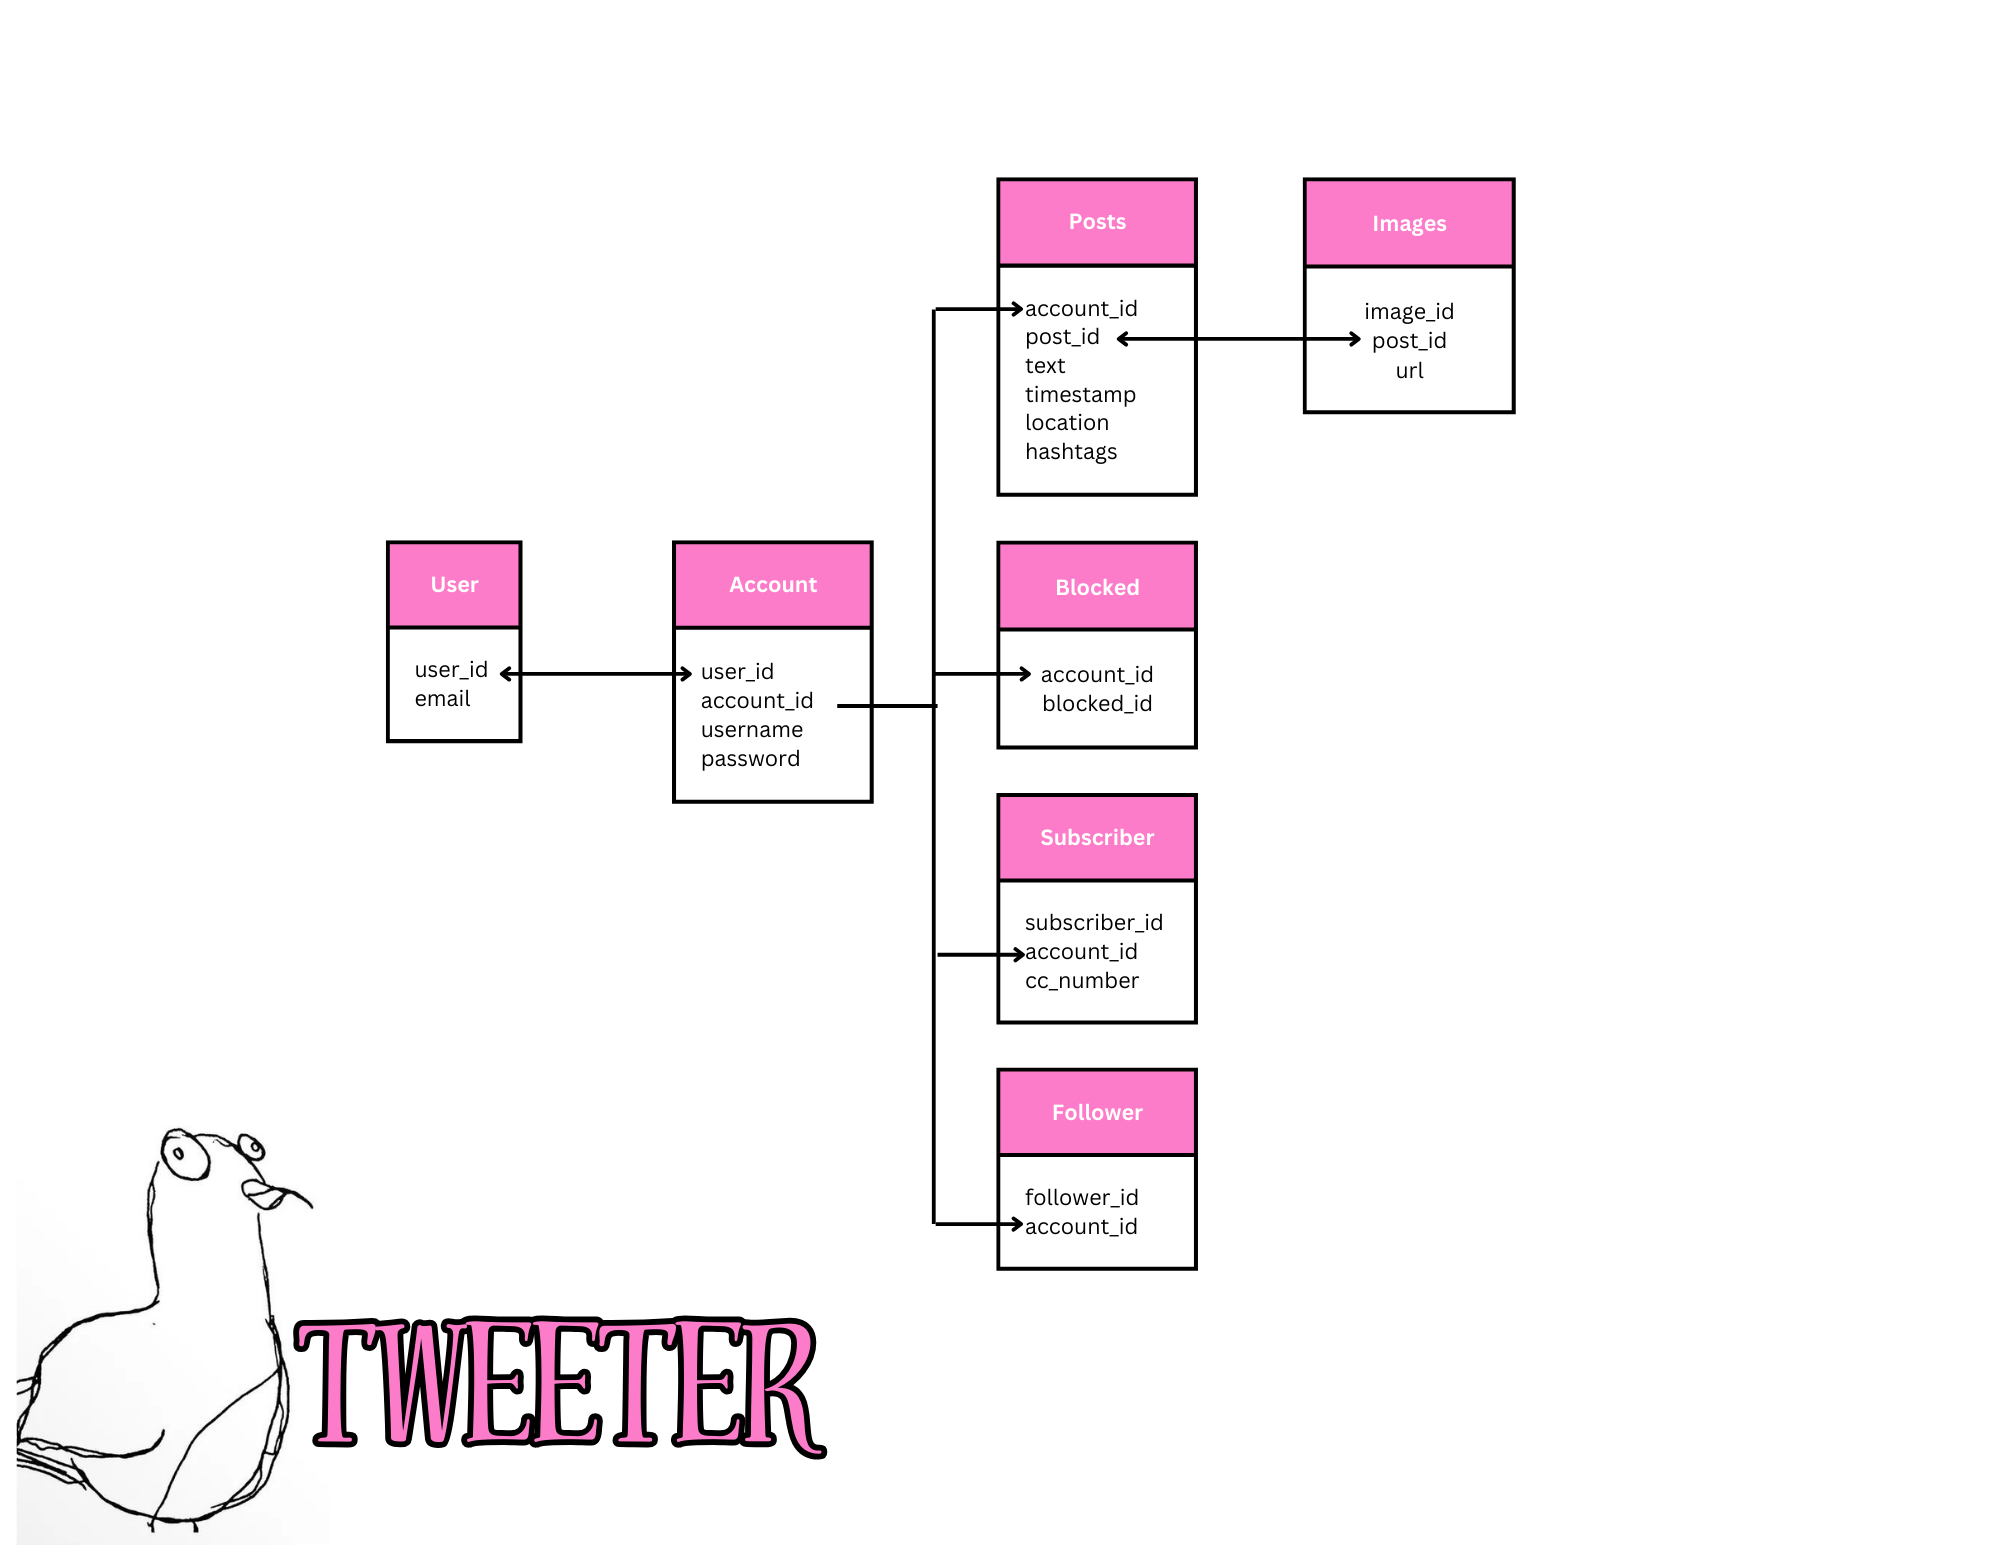 Posts
account_id
post_id
text
timestamp
location
hashtags
Images
image_id
post_id
url
User
user_id
email
Account
user_id
account_id
username
password
Blocked
account_id
blocked_id
Subscriber
subscriber_id
account_id
cc_number
Follower
follower_id
account_id
TWEETER